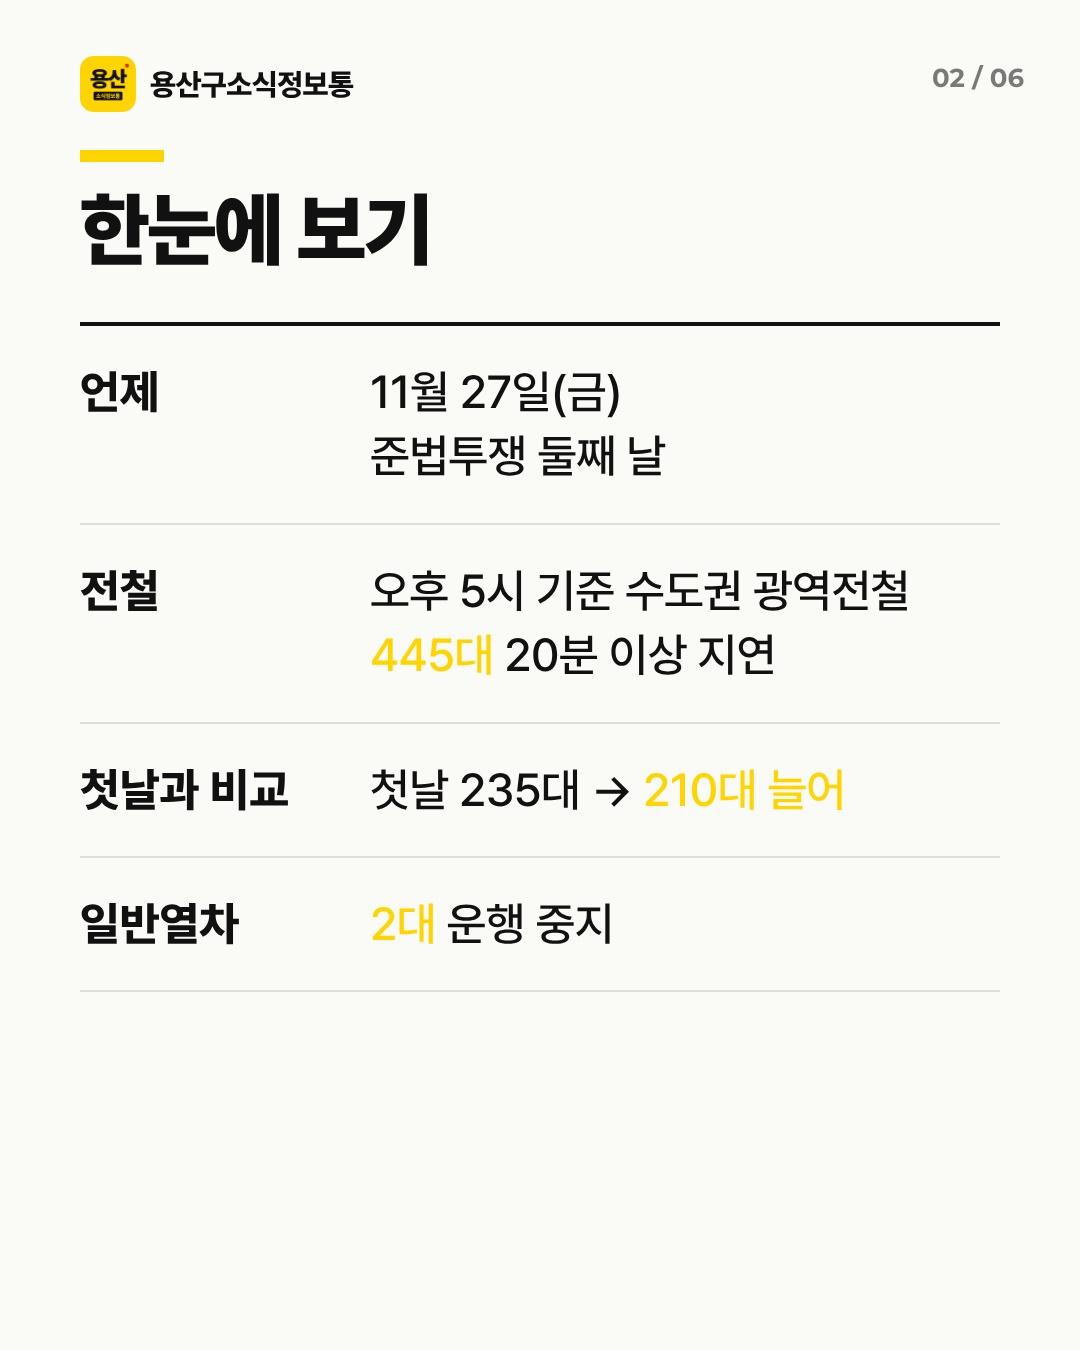 용산
소식정보통
용산구소식정보통
02 / 06
한눈에 보기
언제
11월 27일(금)
준법투쟁 둘째 날
전철
오후 5시 기준 수도권 광역전철
445대 20분 이상 지연
첫날과 비교
첫날 235대 → 210대 늘어
일반열차
2대 운행 중지